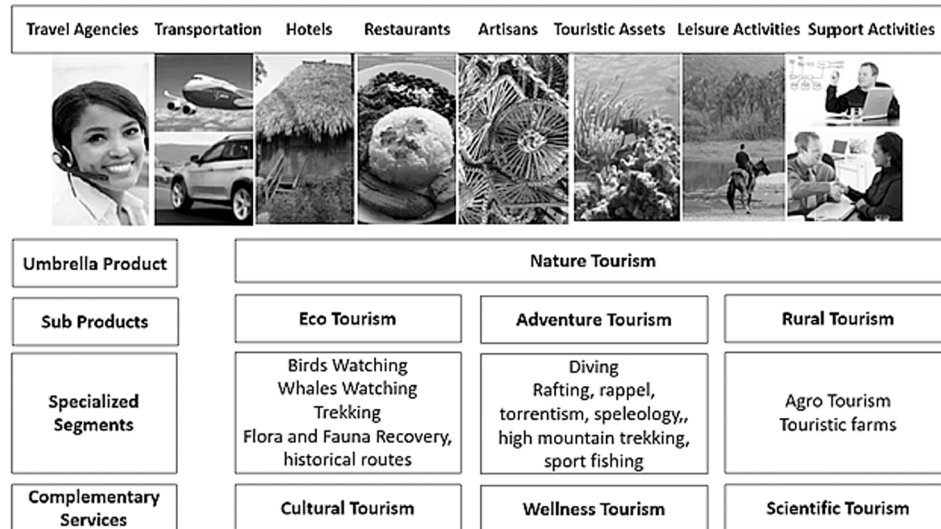 Travel Agencies Transportation Hotels Restaurants Artisans Touristic Assets Leisure Activities Support Activities
Umbrella Product
Nature Tourism
Sub Products
Eco Tourism
Adventure Tourism
Rural Tourism
Specialized
Segments
Birds Watching
Whales Watching
Trekking
Flora and Fauna Recovery,
historical routes
Diving
Rafting, rappel,
torrentism, speleology,,
high mountain trekking,
sport fishing
Agro Tourism
Touristic farms
Complementary
Services
Cultural Tourism
Wellness Tourism
Scientific Tourism